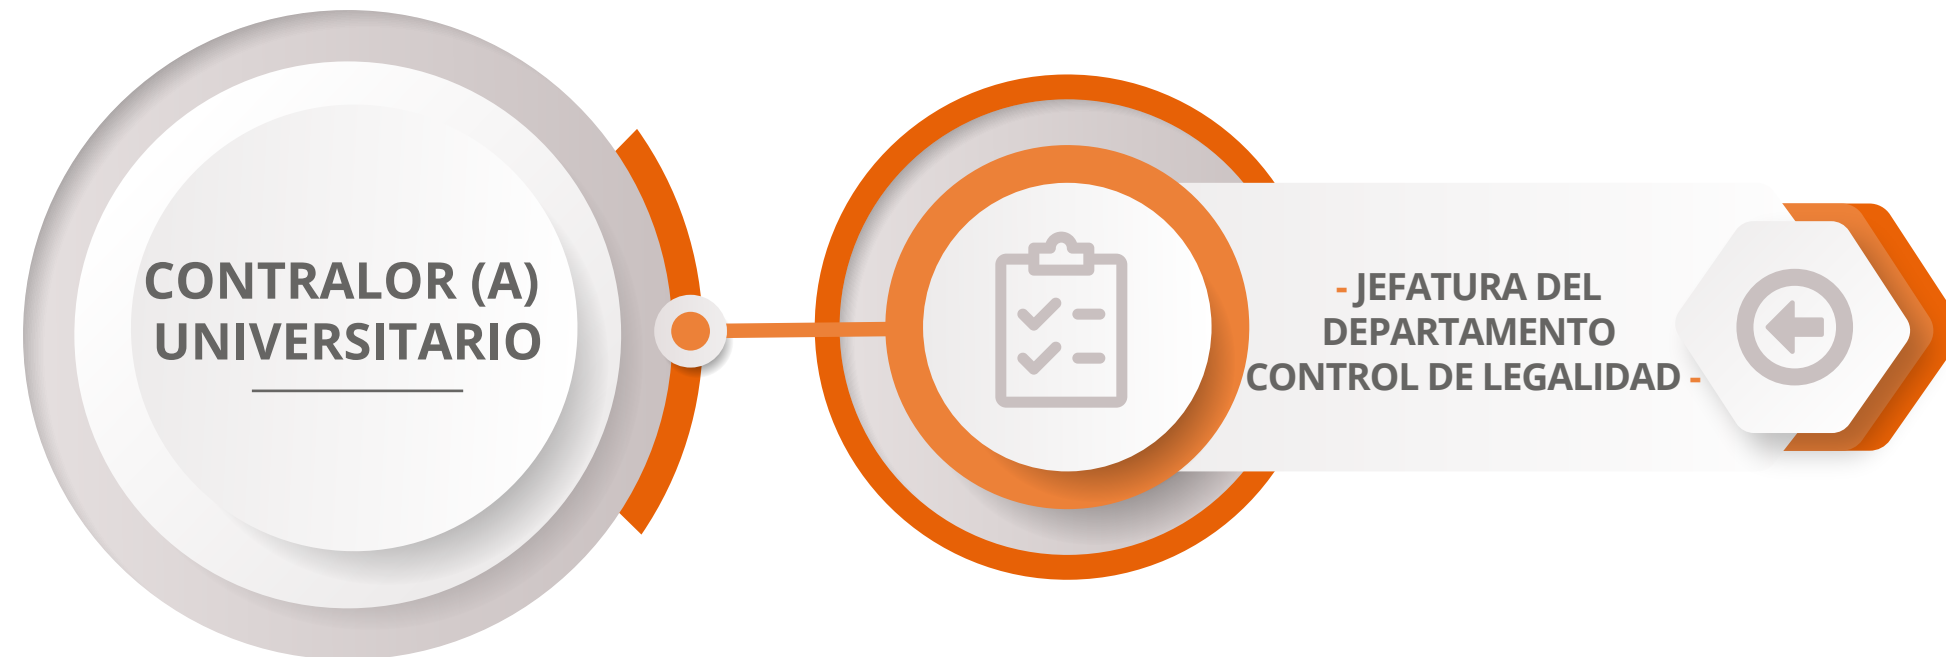 CONTRALOR (A)
UNIVERSITARIO
- JEFATURA DEL
DEPARTAMENTO
CONTROL DE LEGALIDAD -